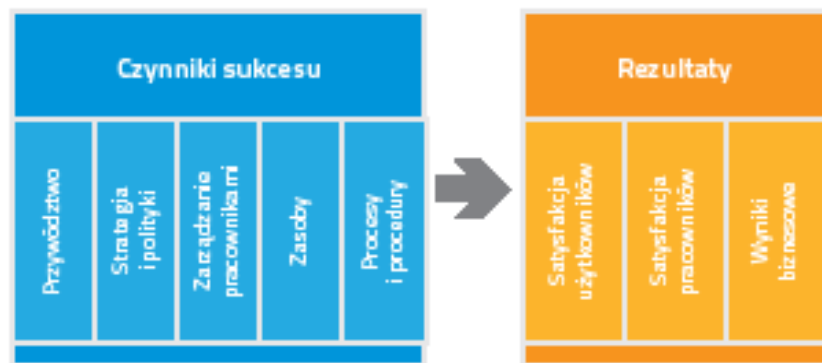 Czynniki sukcesu
Rezultaty
Przywództwo
Strategia
i polityki
Zarządzanie
pracownikami
Zasoby
Procesy
i procedury
Satysfakcja
użytkowników
Satysfakcja
pracowników
Wyniki
biznesowe